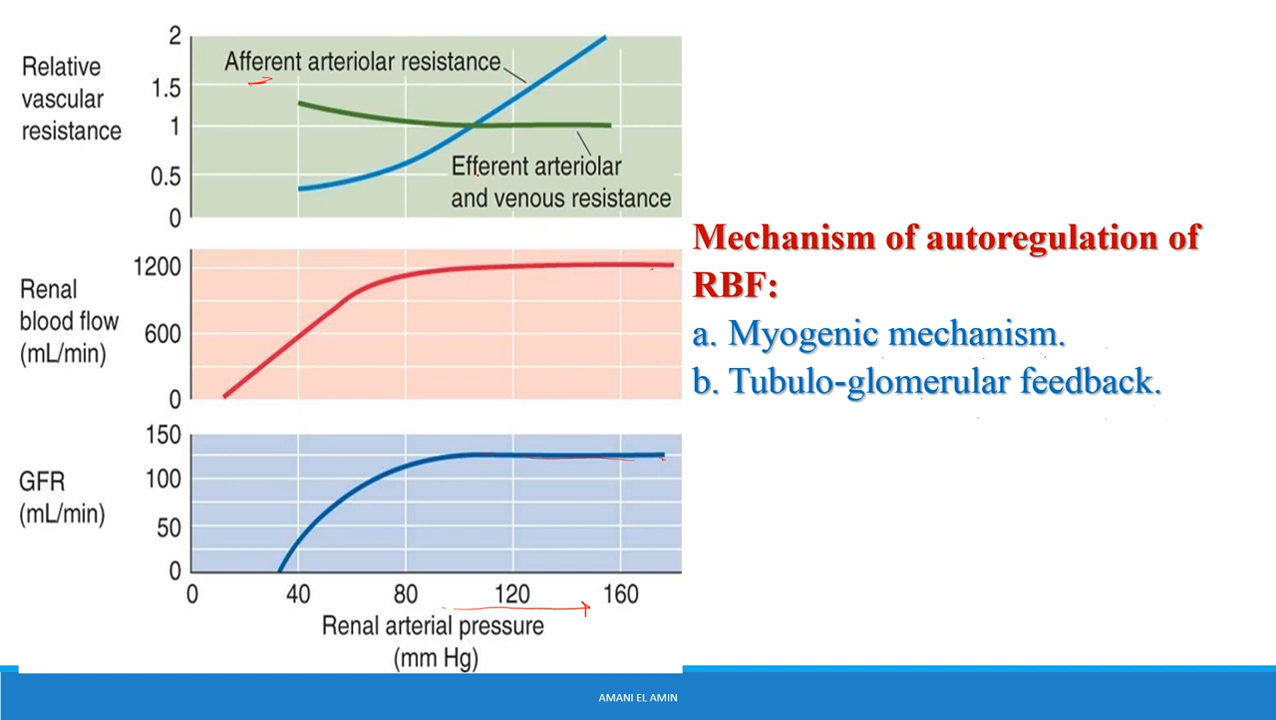 2
Afferent arteriolar resistance
Relative
vascular
resistance
1.5
1
0.5
0
Efferent arteriolar
and venous resistance
1200
Renal
blood flow
(mL/min)
600
0
150
GFR
(mL/min)
100
50
0
0 40 80 120 160
Renal arterial pressure
(mm Hg)
Mechanism of autoregulation of
RBF:
a. Myogenic mechanism.
b. Tubulo-glomerular feedback.
AMANI EL AMIN